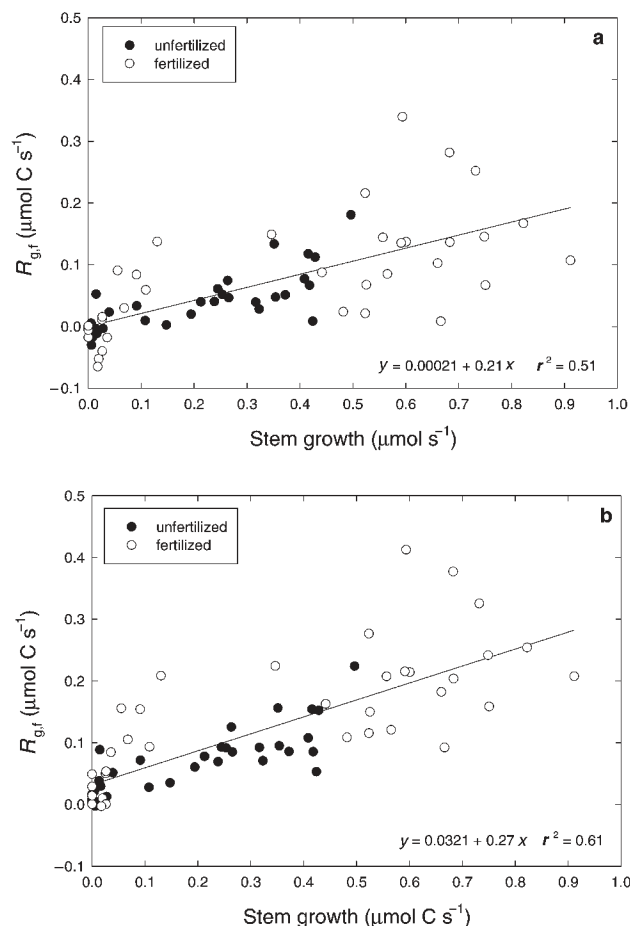 a
unfertilized
fertilized
0.5
0.4
0.3
0.2
0.1
0.0
−0.1
R g,f (μmol C s⁻¹)
y = 0.00021 + 0.21 x r² = 0.51
0.0 0.1 0.2 0.3 0.4 0.5 0.6 0.7 0.8 0.9 1.0
Stem growth (μmol s⁻¹)
b
unfertilized
fertilized
0.5
0.4
0.3
0.2
0.1
0.0
−0.1
R g,f (μmol C s⁻¹)
y = 0.0321 + 0.27 x r² = 0.61
0.0 0.1 0.2 0.3 0.4 0.5 0.6 0.7 0.8 0.9 1.0
Stem growth (μmol C s⁻¹)